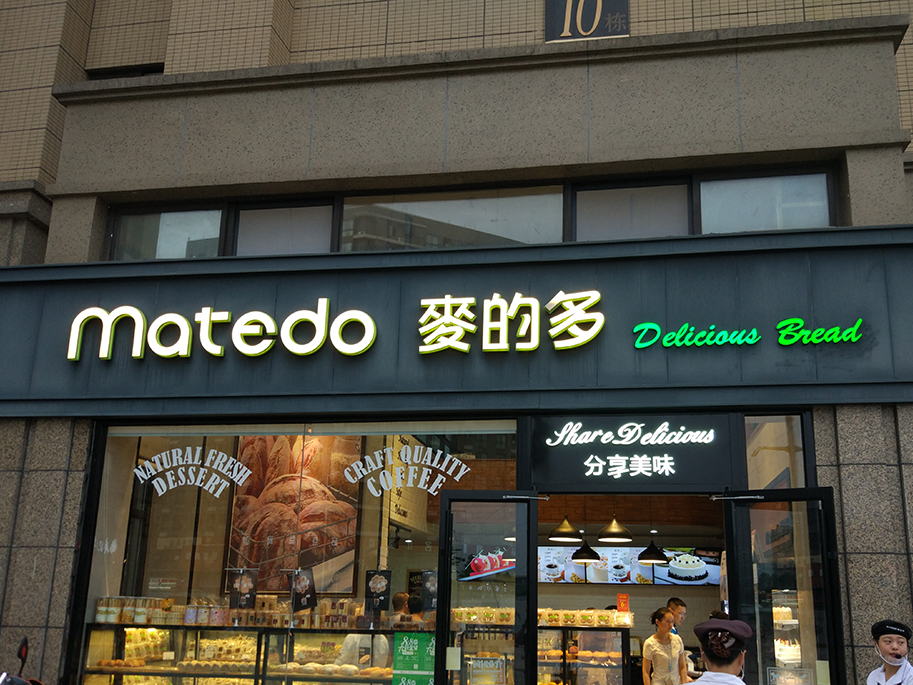 10栋
matedo 麥的多 Delicious Bread
Share Delicious
分享美味
NATURAL FRESH
DESSERT
CRAFT QUALITY
COFFEE